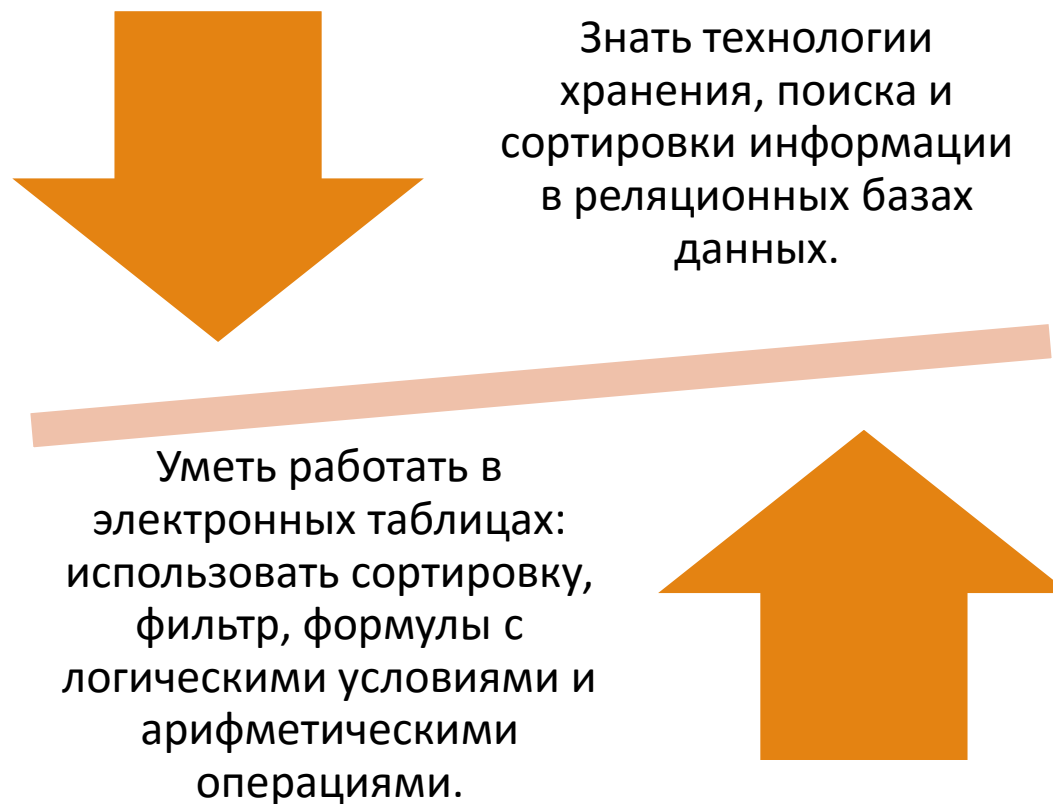 Знать технологии
хранения, поиска и
сортировки информации
в реляционных базах
данных.
Уметь работать в
электронных таблицах:
использовать сортировку,
фильтр, формулы с
логическими условиями и
арифметическими
операциями.